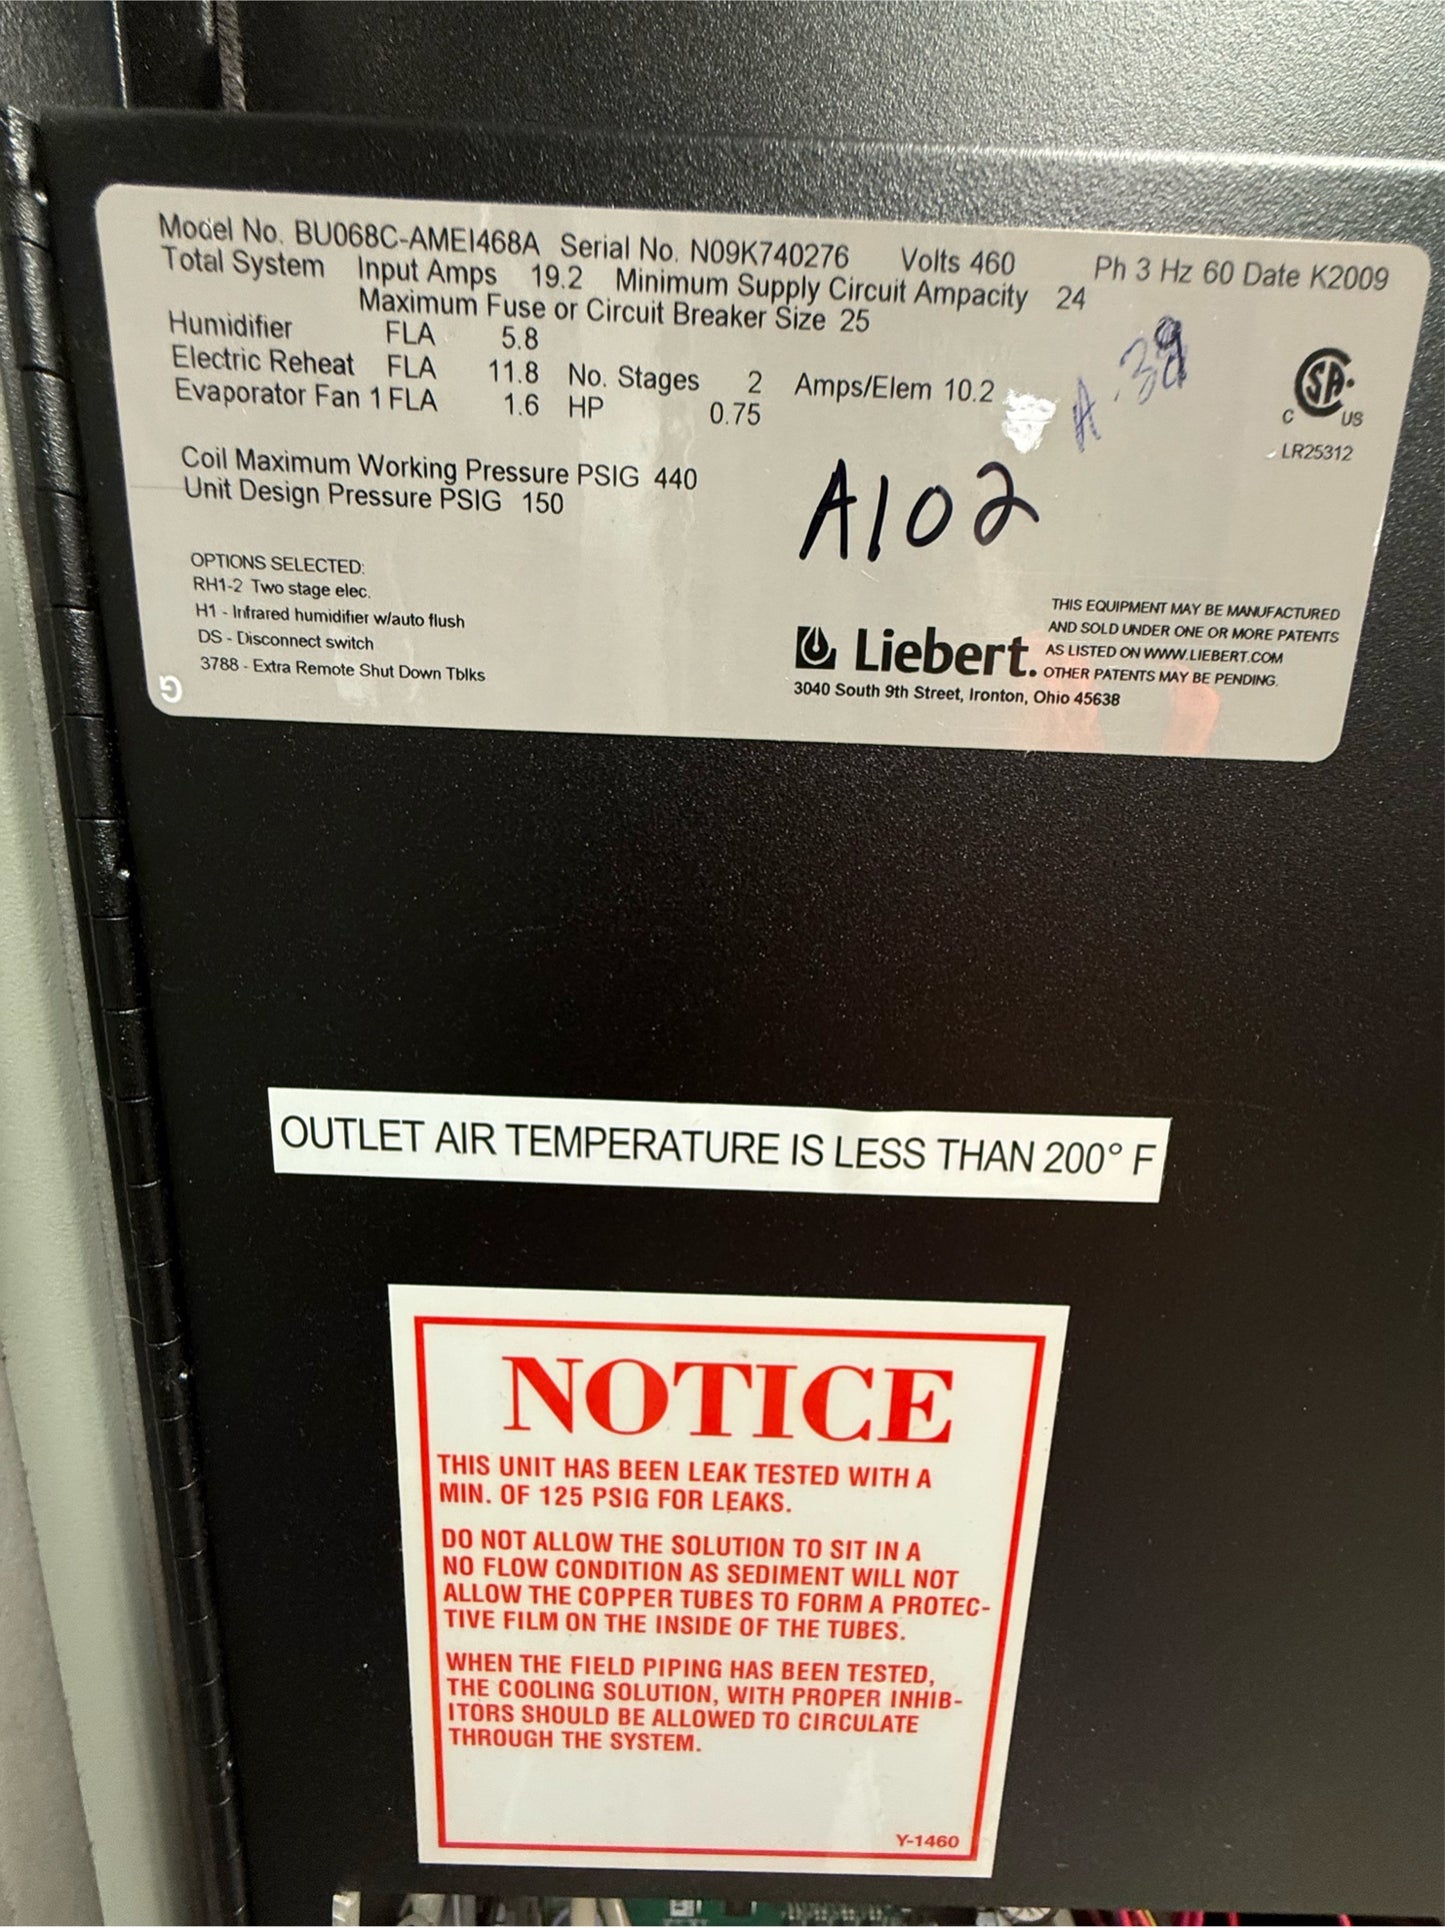 Model No. BU068C-AMEI468A Serial No. N09K740276 Volts 460 Ph 3 Hz 60 Date K2009
Total System Input Amps 19.2 Minimum Supply Circuit Ampacity 24
Maximum Fuse or Circuit Breaker Size 25
Humidifier FLA 5.8
Electric Reheat FLA 11.8 No. Stages 2 Amps/Elem 10.2
Evaporator Fan 1 FLA 1.6 HP 0.75
SA
C US
LR25312
Coil Maximum Working Pressure PSIG 440
Unit Design Pressure PSIG 150
A102
OPTIONS SELECTED:
RH1-2 Two stage elec.
H1 - Infrared humidifier w/auto flush
DS - Disconnect switch
3788 - Extra Remote Shut Down Tblks
G
Liebert.
3040 South 9th Street, Ironton, Ohio 45638
THIS EQUIPMENT MAY BE MANUFACTURED
AND SOLD UNDER ONE OR MORE PATENTS
AS LISTED ON WWW.LIEBERT.COM
OTHER PATENTS MAY BE PENDING.
OUTLET AIR TEMPERATURE IS LESS THAN 200° F
NOTICE
THIS UNIT HAS BEEN LEAK TESTED WITH A
MIN. OF 125 PSIG FOR LEAKS.
DO NOT ALLOW THE SOLUTION TO SIT IN A
NO FLOW CONDITION AS SEDIMENT WILL NOT
ALLOW THE COPPER TUBES TO FORM A PROTEC-
TIVE FILM ON THE INSIDE OF THE TUBES.
WHEN THE FIELD PIPING HAS BEEN TESTED,
THE COOLING SOLUTION, WITH PROPER INHIB-
ITORS SHOULD BE ALLOWED TO CIRCULATE
THROUGH THE SYSTEM.
Y-1460